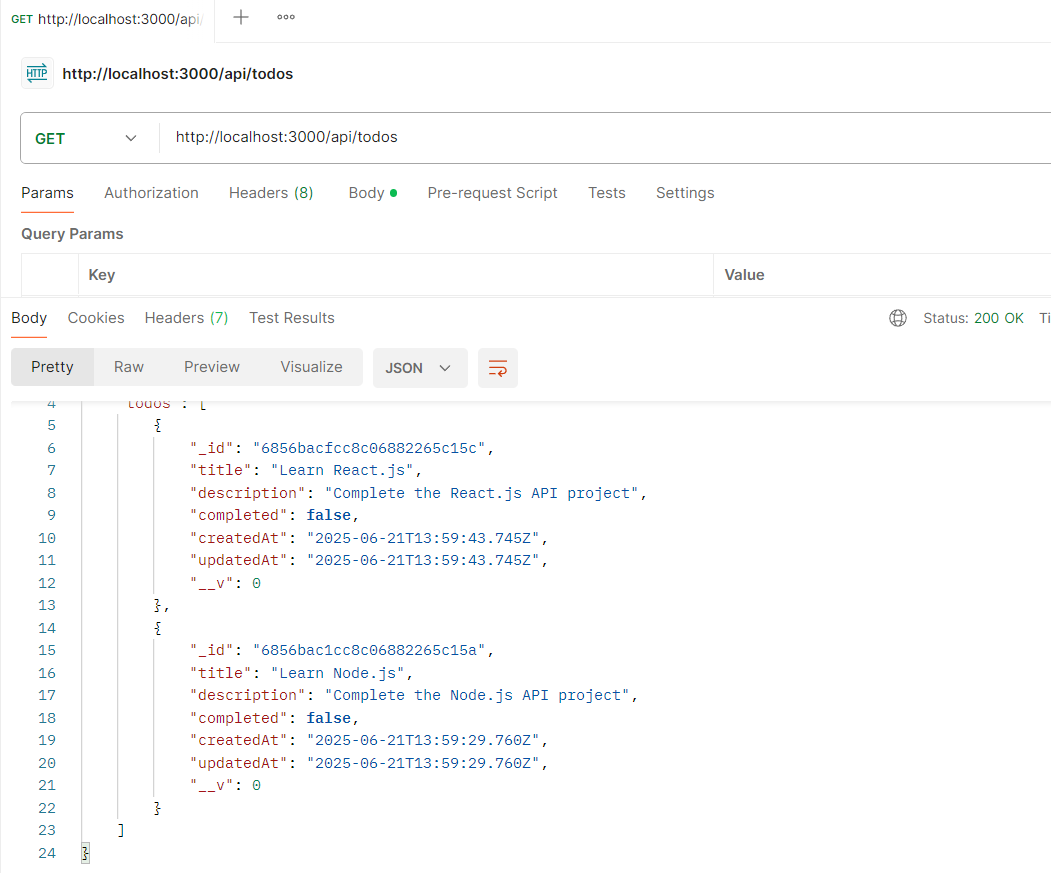 GET http://localhost:3000/api/
HTTP http://localhost:3000/api/todos
GET http://localhost:3000/api/todos
Params Authorization Headers (8) Body Pre-request Script Tests Settings
Query Params
Key Value
Body Cookies Headers (7) Test Results Status: 200 OK Ti
Pretty Raw Preview Visualize JSON
4 "todos": [
5 {
6 "_id": "6856bacfcc8c06882265c15c",
7 "title": "Learn React.js",
8 "description": "Complete the React.js API project",
9 "completed": false,
10 "createdAt": "2025-06-21T13:59:43.745Z",
11 "updatedAt": "2025-06-21T13:59:43.745Z",
12 "__v": 0
13 },
14 {
15 "_id": "6856bac1cc8c06882265c15a",
16 "title": "Learn Node.js",
17 "description": "Complete the Node.js API project",
18 "completed": false,
19 "createdAt": "2025-06-21T13:59:29.760Z",
20 "updatedAt": "2025-06-21T13:59:29.760Z",
21 "__v": 0
22 }
23 ]
24 }